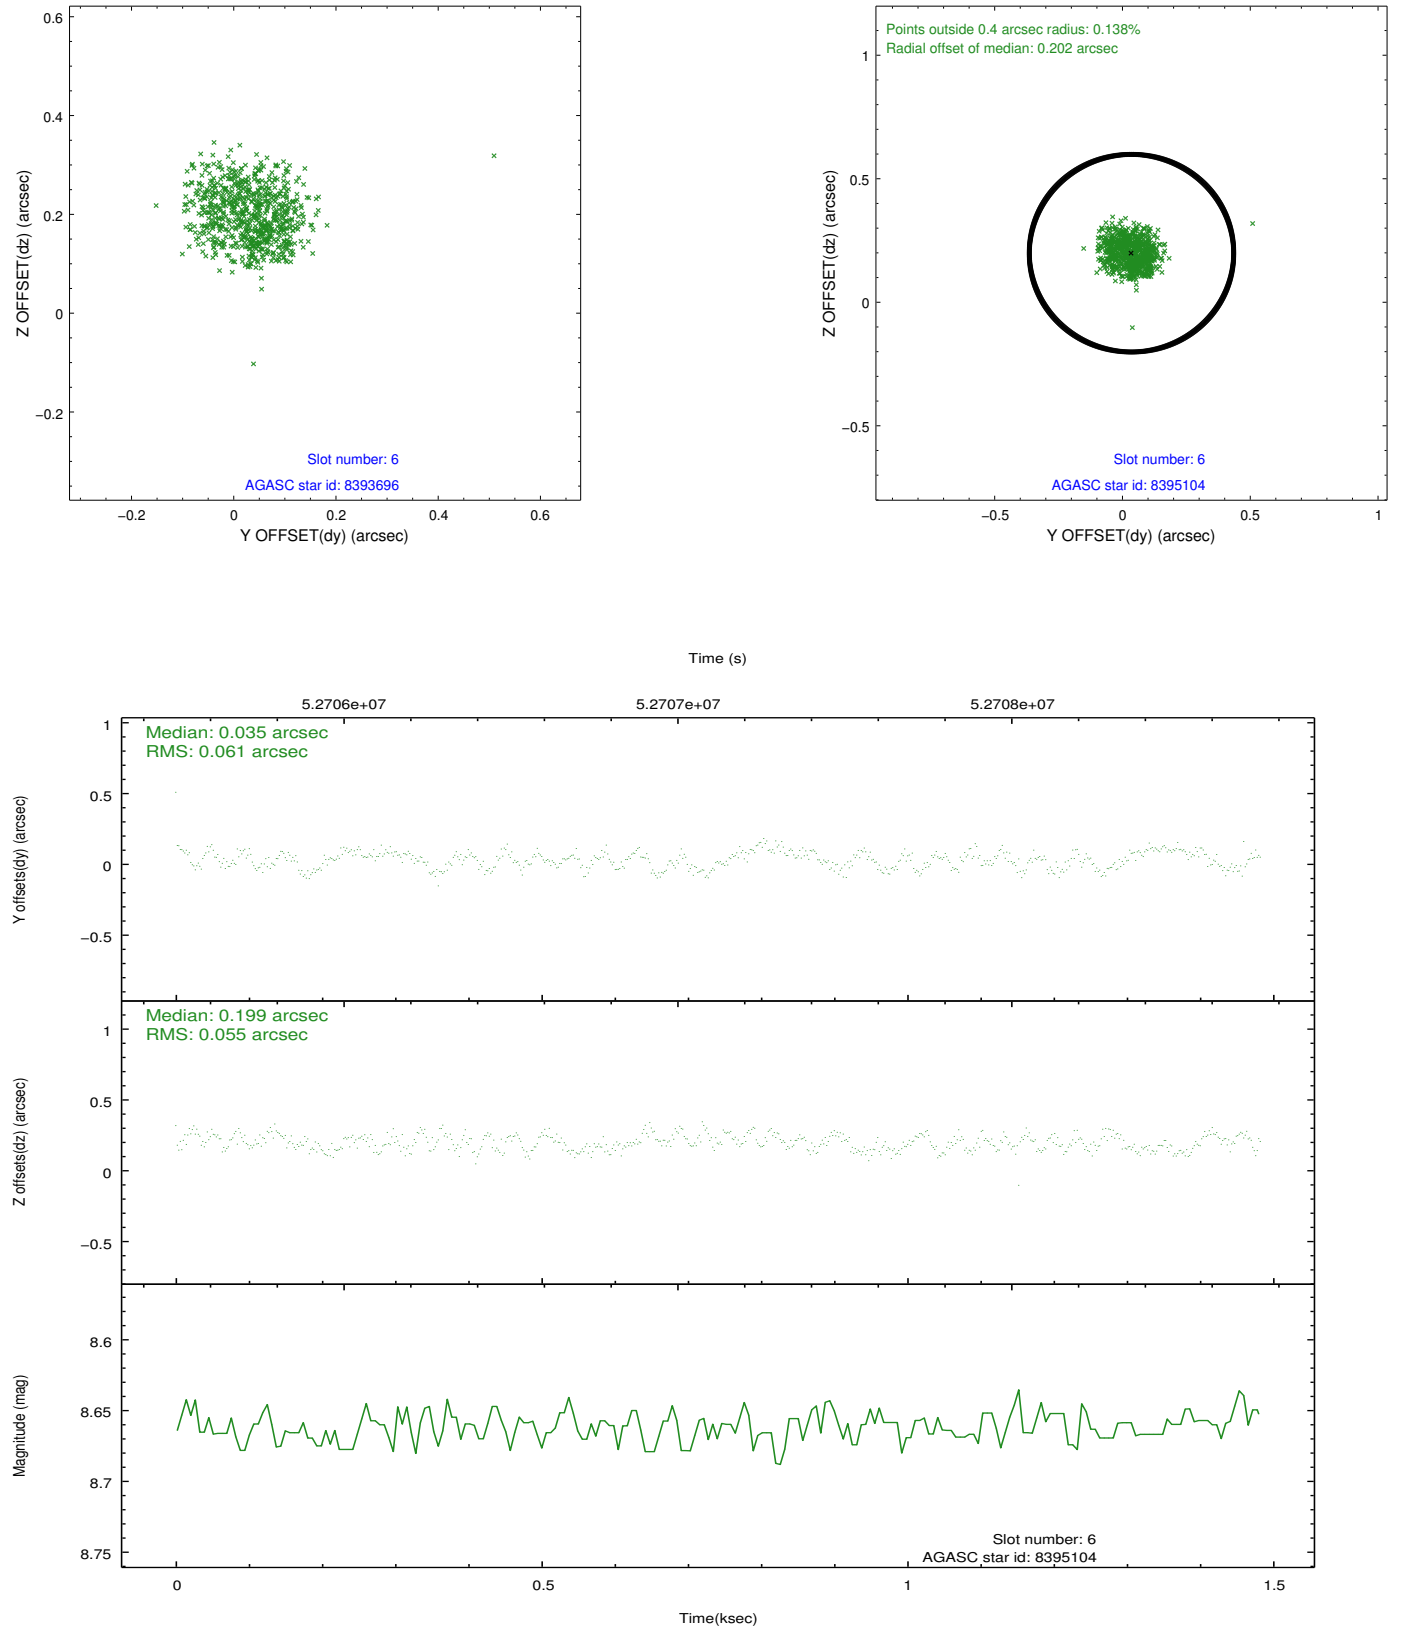 0.6
0.4
0.2
0
−0.2
Z OFFSET(dz) (arcsec)
Slot number: 6
AGASC star id: 8393696
−0.2 0 0.2 0.4 0.6
Y OFFSET(dy) (arcsec)
Points outside 0.4 arcsec radius: 0.138%
Radial offset of median: 0.202 arcsec
1
0.5
0
−0.5
Z OFFSET(dz) (arcsec)
Slot number: 6
AGASC star id: 8395104
−0.5 0 0.5 1
Y OFFSET(dy) (arcsec)
Time (s)
5.2706e+07 5.2707e+07 5.2708e+07
Median: 0.035 arcsec
RMS: 0.061 arcsec
1
0.5
0
−0.5
Y offsets(dy) (arcsec)
Median: 0.199 arcsec
RMS: 0.055 arcsec
1
0.5
0
−0.5
Z offsets(dz) (arcsec)
8.6
8.65
8.7
8.75
Magnitude (mag)
Slot number: 6
AGASC star id: 8395104
0 0.5 1 1.5
Time(ksec)